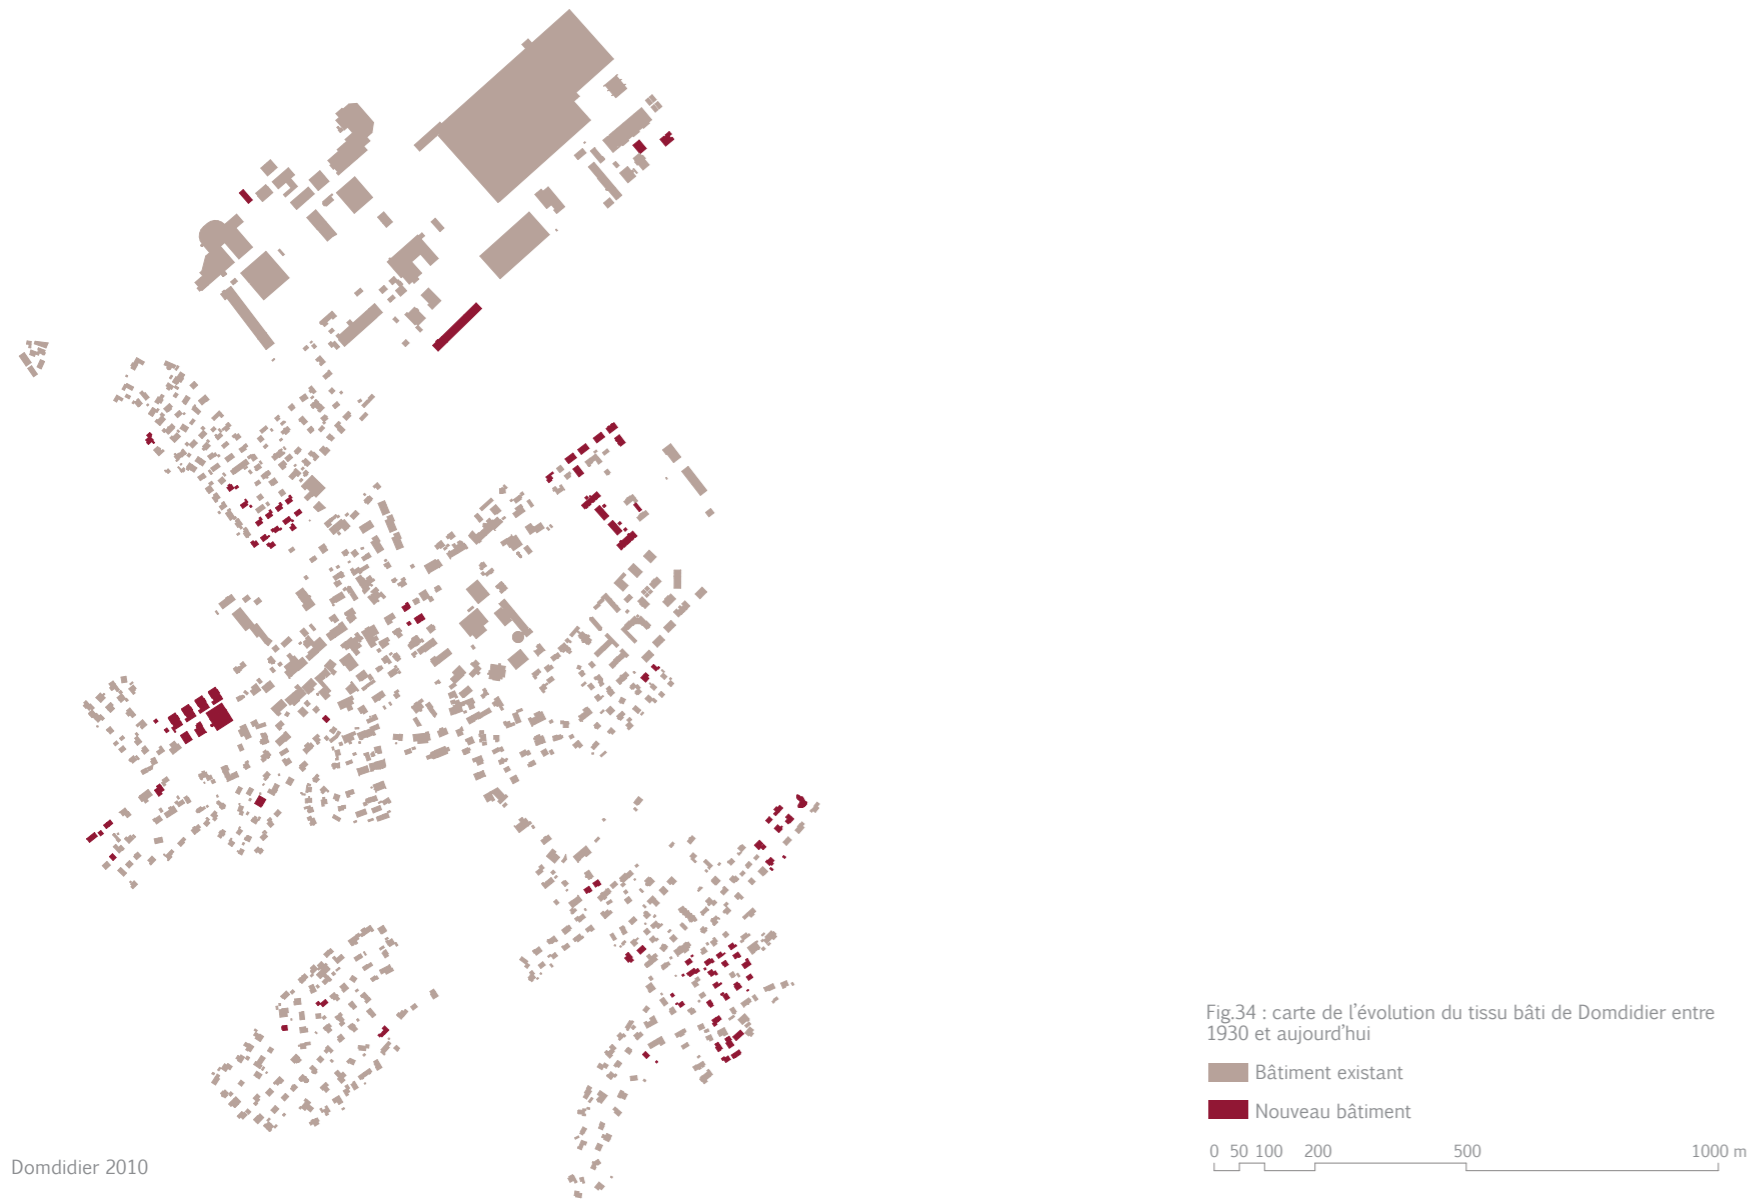 Fig.34 : carte de l'évolution du tissu bâti de Domdidier entre
1930 et aujourd'hui
Bâtiment existant
Nouveau bâtiment
0 50 100 200 500 1000 m
Domdidier 2010